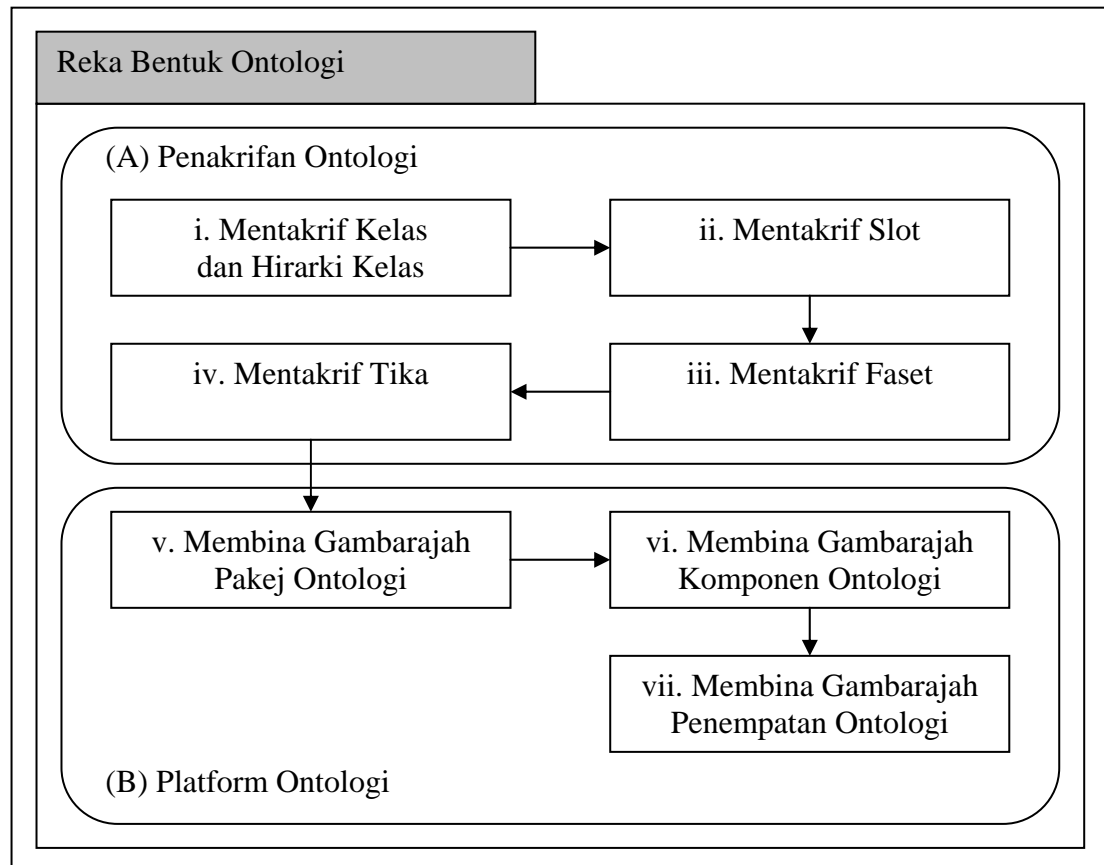 Reka Bentuk Ontologi
(A) Penakrifan Ontologi
i. Mentakrif Kelas
dan Hirarki Kelas
ii. Mentakrif Slot
iv. Mentakrif Tika
iii. Mentakrif Faset
v. Membina Gambarajah
Pakej Ontologi
vi. Membina Gambarajah
Komponen Ontologi
vii. Membina Gambarajah
Penempatan Ontologi
(B) Platform Ontologi